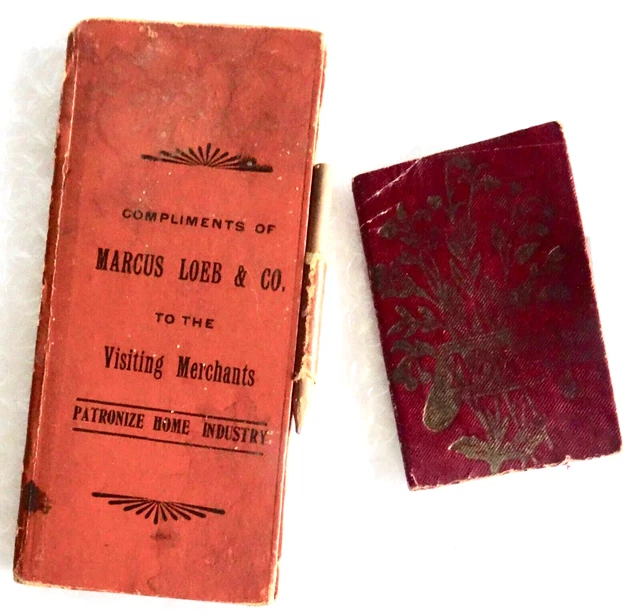 COMPLIMENTS OF
MARCUS LOEB & CO.
TO THE
Visiting Merchants
PATRONIZE HOME INDUSTRY